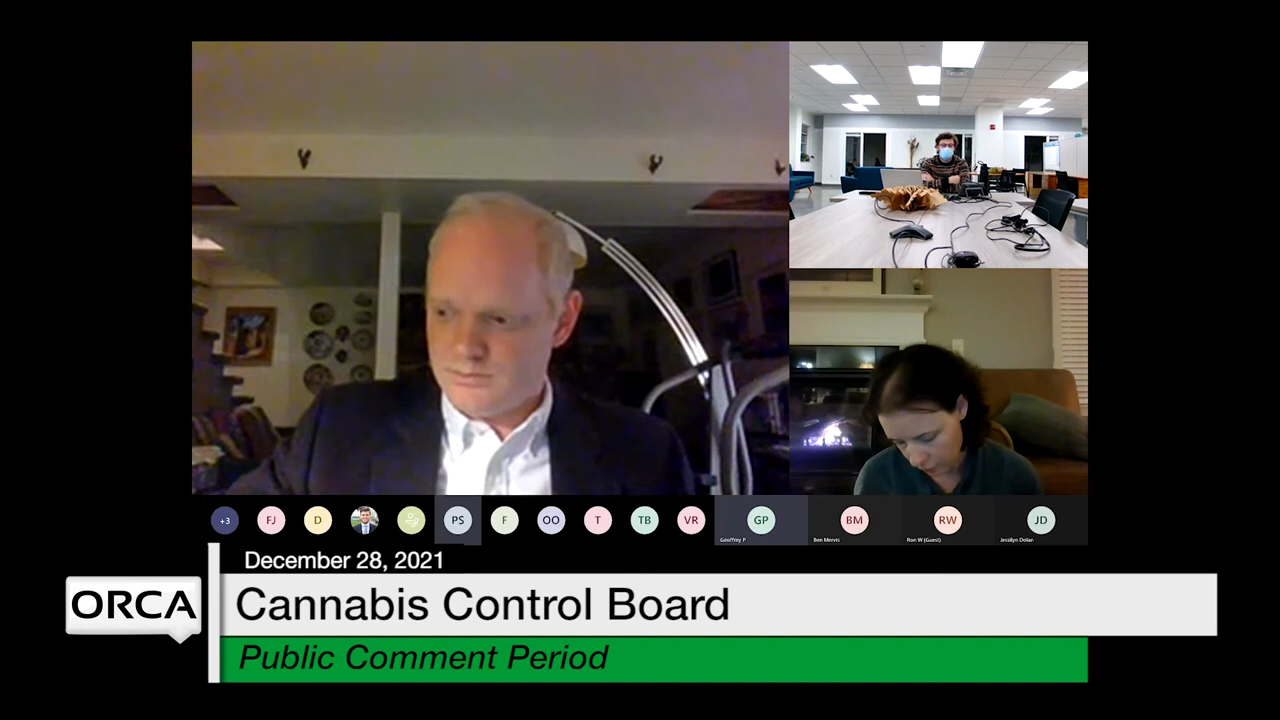 +3
FJ
D
PS
F
OO
T
TB
VR
GP
BM
RW
JD
Geoffrey P
Ben Mervis
Ron W (Guest)
Jessilyn Dolan
December 28, 2021
ORCA
Cannabis Control Board
Public Comment Period